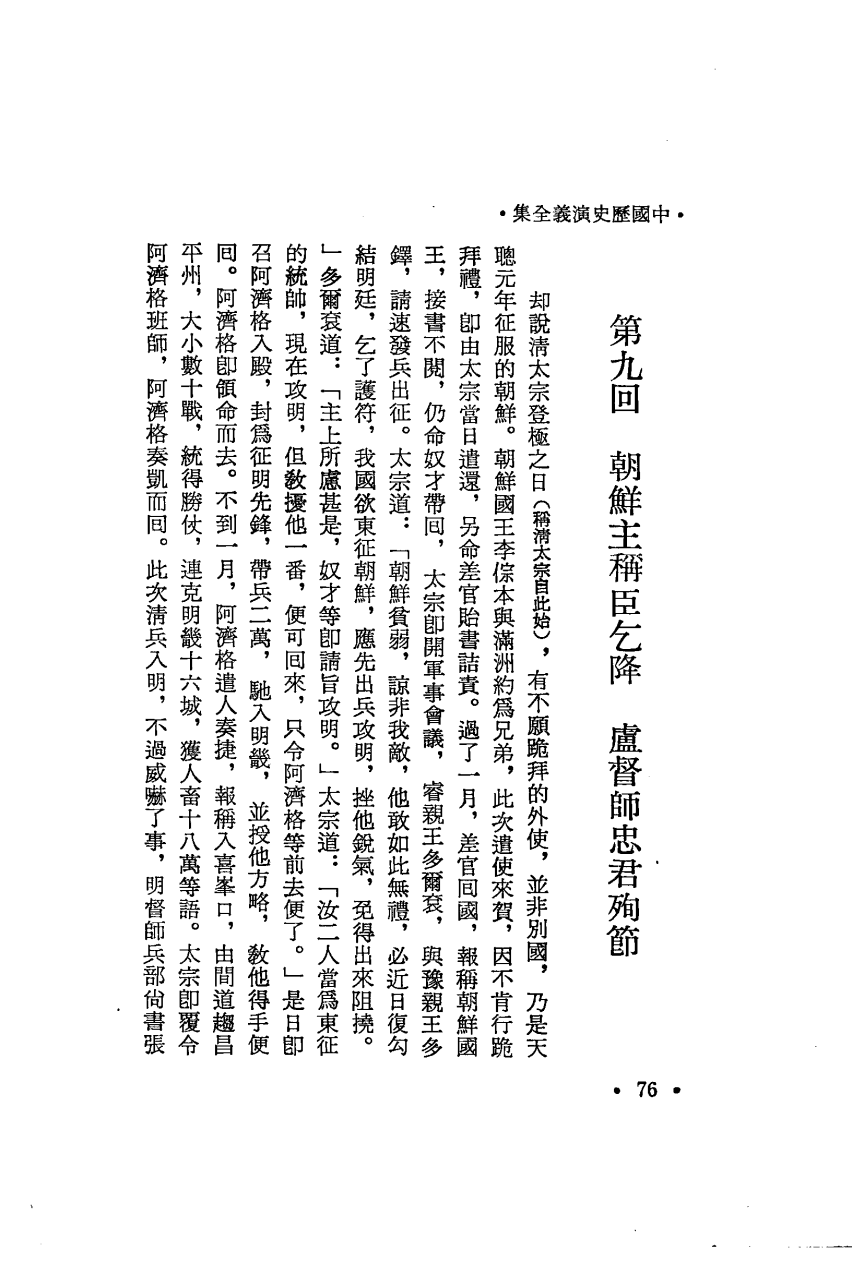 •中國歷史演義全集•
第九回　朝鮮主稱臣乞降　盧督師忠君殉節
却說淸太宗登極之日（稱淸太宗自此始），有不願跪拜的外使，並非別國，乃是天
聰元年征服的朝鮮。朝鮮國王李倧本與滿洲約爲兄弟，此次遣使來賀，因不肯行跪
拜禮，卽由太宗當日遣還，另命差官貽書詰責。過了一月，差官囘國，報稱朝鮮國
王，接書不閱，仍命奴才帶囘，太宗卽開軍事會議，睿親王多爾袞，與豫親王多
鐸，請速發兵出征。太宗道：「朝鮮貧弱，諒非我敵，他敢如此無禮，必近日復勾
結明廷，乞了護符，我國欲東征朝鮮，應先出兵攻明，挫他銳氣，免得出來阻撓。
」多爾袞道：「主上所慮甚是，奴才等卽請旨攻明。」太宗道：「汝二人當爲東征
的統帥，現在攻明，但敎擾他一番，便可囘來，只令阿濟格等前去便了。」是日卽
召阿濟格入殿，封爲征明先鋒，帶兵二萬，馳入明畿，並授他方略，敎他得手便
囘。阿濟格卽領命而去。不到一月，阿濟格遣人奏捷，報稱入喜峯口，由間道趨昌
平州，大小數十戰，統得勝仗，連克明畿十六城，獲人畜十八萬等語。太宗卽覆令
阿濟格班師，阿濟格奏凱而囘。此次淸兵入明，不過威嚇了事，明督師兵部尙書張
• 76 •